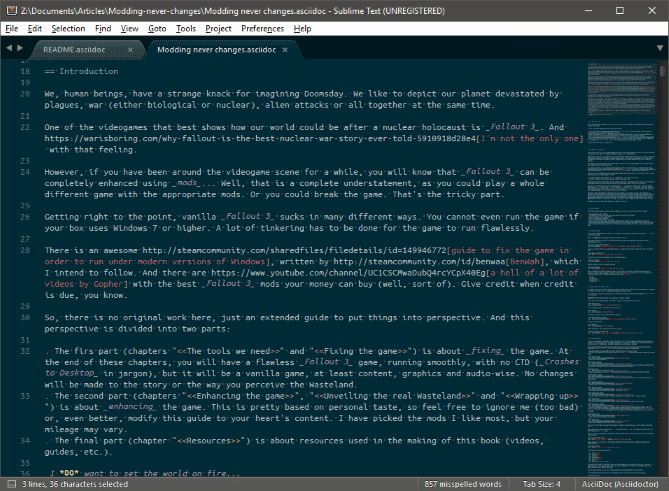 Z:\Documents\Articles\Modding-never-changes\Modding never changes.asciidoc - Sublime Text (UNREGISTERED)
File Edit Selection Find View Goto Tools Project Preferences Help
README.asciidoc Modding never changes.asciidoc
18 == Introduction
19
20 We, human beings, have a strange knack for imagining Doomsday. We like to depict our planet devastated by
plagues, war (either biological or nuclear), alien attacks or all together at the same time.
21
22 One of the videogames that best shows how our world could be after a nuclear holocaust is _Fallout 3_. And
https://warisboring.com/why-fallout-is-the-best-nuclear-war-story-ever-told-5910918d28e4[I'm not the only one]
with that feeling.
23
24 However, if you have been around the videogame scene for a while, you will know that _Fallout 3_ can be
completely enhanced using _mods_... Well, that is a complete understatement, as you could play a whole
different game with the appropriate mods. Or you could break the game. That's the tricky part.
25
26 Getting right to the point, vanilla _Fallout 3_ sucks in many different ways. You cannot even run the game if
your box uses Windows 7 or higher. A lot of tinkering has to be done for the game to run flawlessly.
27
28 There is an awesome http://steamcommunity.com/sharedfiles/filedetails/id=149946772[guide to fix the game in
order to run under modern versions of Windows], written by http://steamcommunity.com/id/benwaa[BenWah], which
I intend to follow. And there are https://www.youtube.com/channel/UC1CSCMwaDubQ4rcYCpX40Eg[a hell of a lot of
videos by Gopher] with the best _Fallout 3_ mods your money can buy (well, sort of). Give credit when credit
is due, you know.
29
30 So, there is no original work here, just an extended guide to put things into perspective. And this
perspective is divided into two parts:
31
32 . The firs part (chapters "<<The tools we need>>" and "<<Fixing the game>>") is about _fixing_ the game. At
the end of these chapters, you will have a flawless _Fallout 3_ game, running smoothly, with no CTD (_Crashes
to Desktop_ in jargon), but it will be a vanilla game, at least content, graphics and audio-wise. No changes
will be made to the story or the way you perceive the Wasteland.
33 . The second part (chapters "<<Enhancing the game>>", "<<Unveiling the real Wasteland>>" and "<<Wrapping up>>
") is about _enhancing_ the game. This is pretty based on personal taste, so feel free to ignore me (too bad)
or, even better, modify this guide to your heart's content. I have picked the mods I like most, but your
mileage may vary.
34 . The final part (chapter "<<Resources>>") is about resources used in the making of this book (videos,
guides, etc.).
35
36 I *DO* want to set the world on fire...
3 lines, 36 characters selected 857 misspelled words Tab Size: 4 AsciiDoc (Asciidoctor)